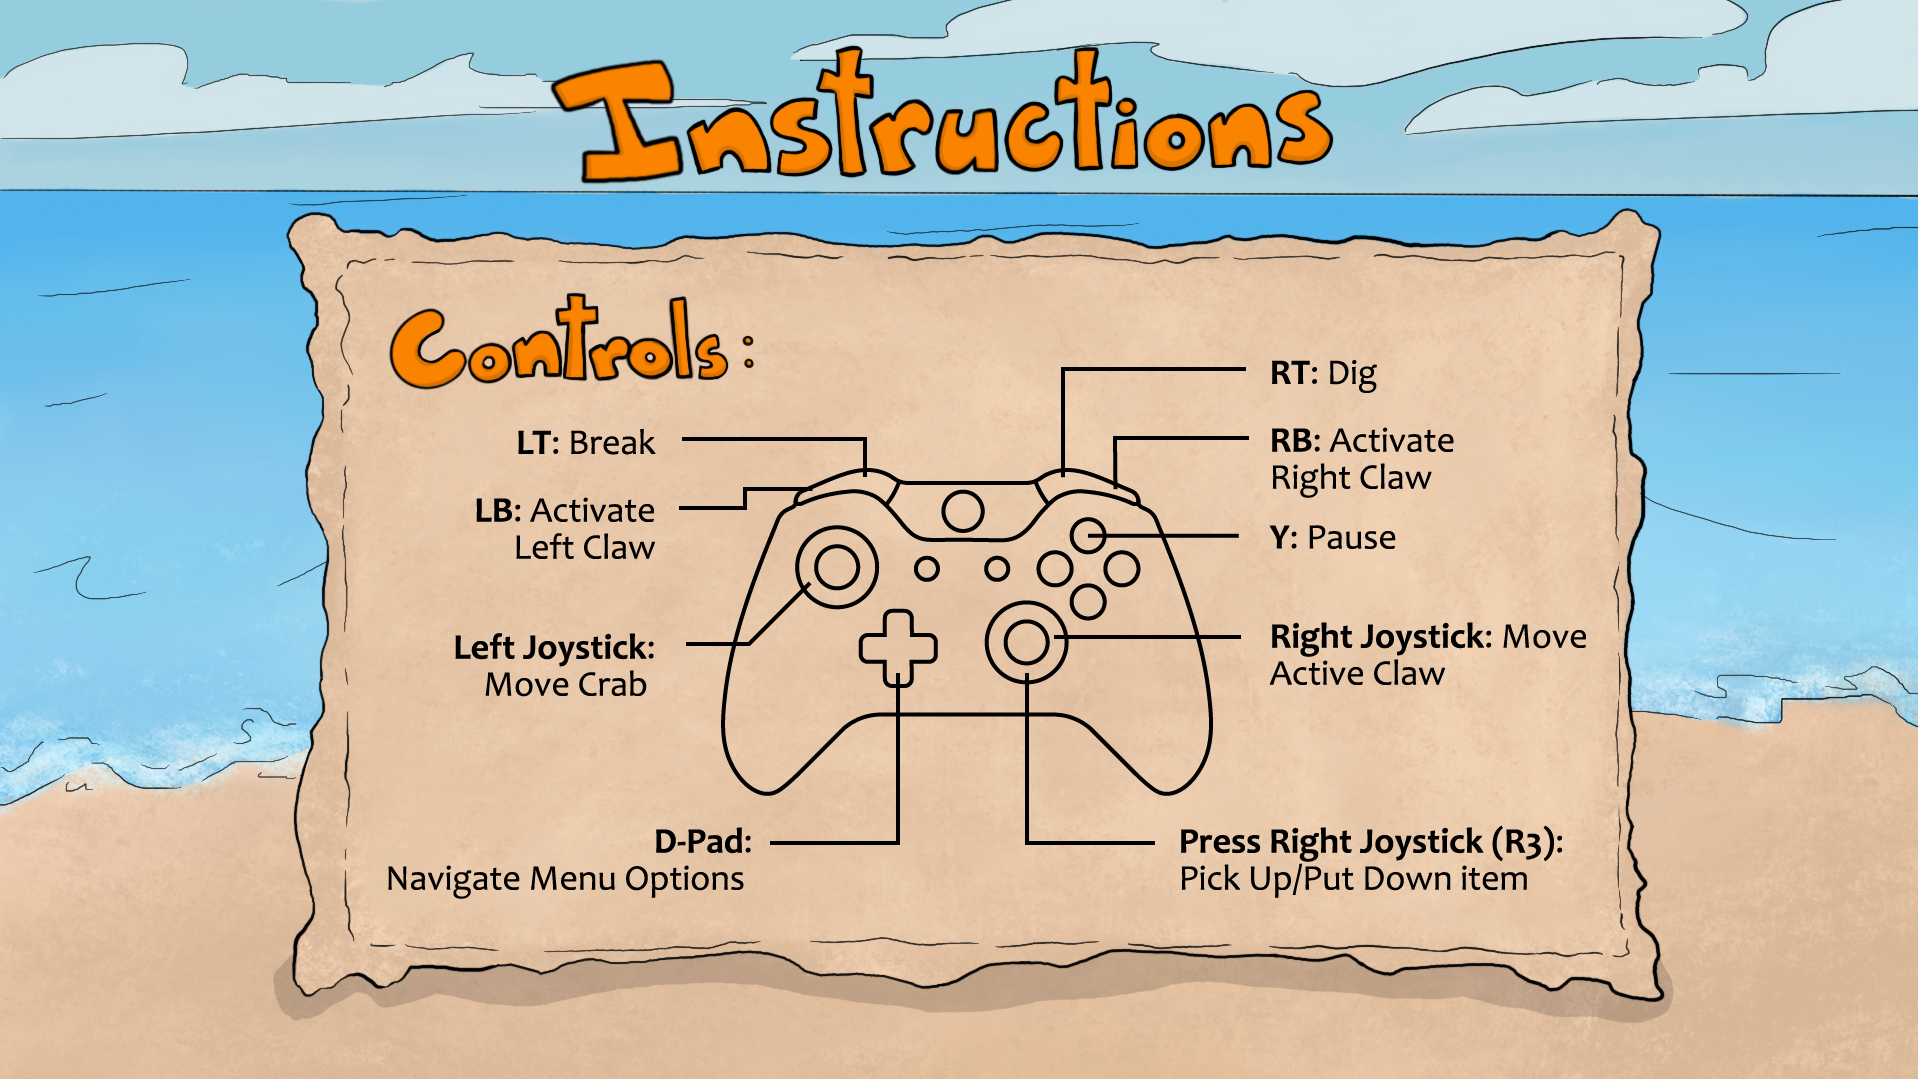 Instructions
Controls:
LT: Break
LB: Activate
Left Claw
Left Joystick:
Move Crab
D-Pad:
Navigate Menu Options
RT: Dig
RB: Activate
Right Claw
Y: Pause
Right Joystick: Move
Active Claw
Press Right Joystick (R3):
Pick Up/Put Down item